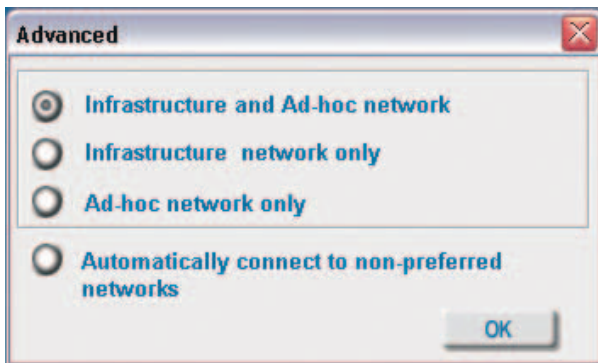 Advanced
Infrastructure and Ad-hoc network
Infrastructure network only
Ad-hoc network only
Automatically connect to non-preferred
networks
OK